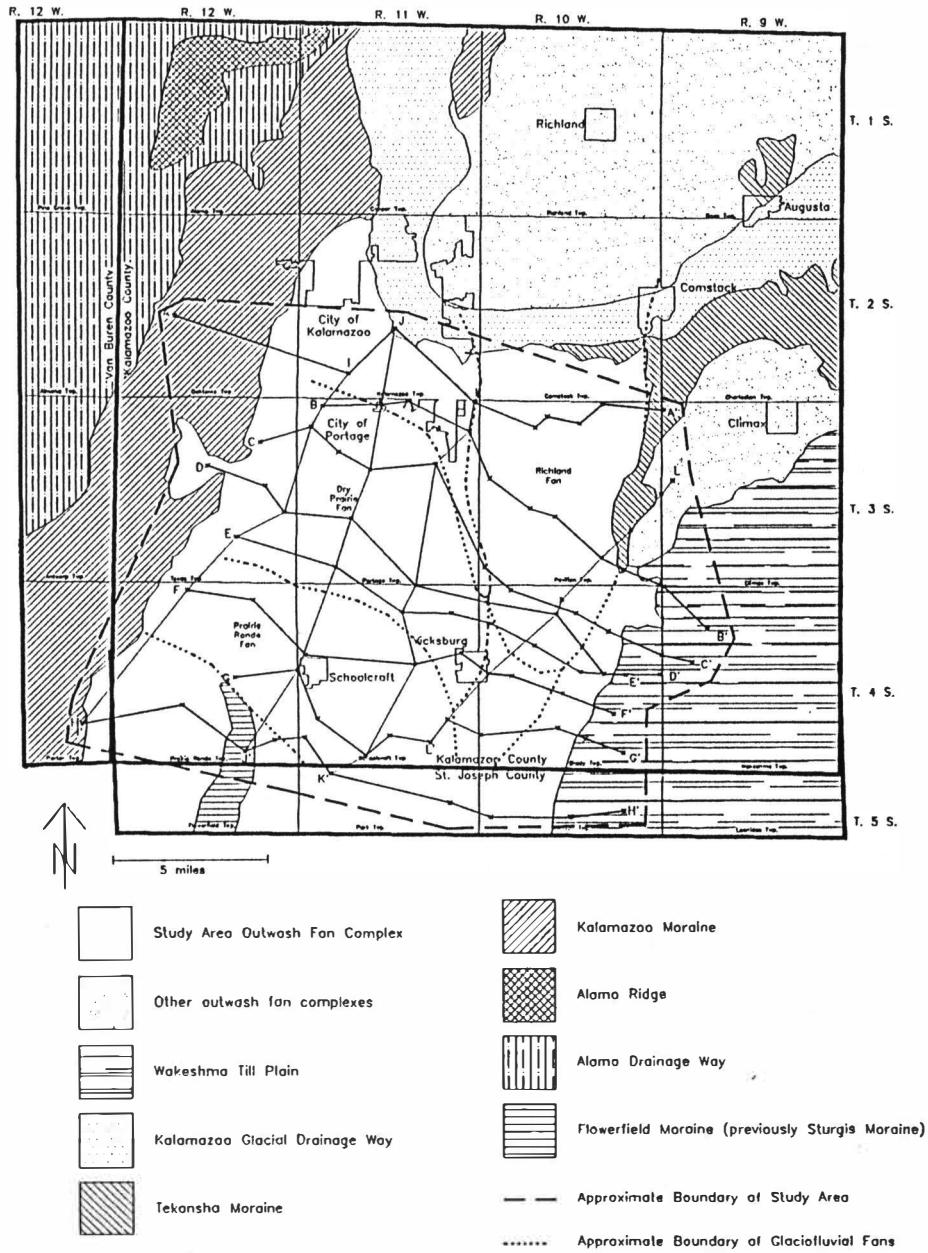 R. 12 W. R. 12 W. R. 11 W. R. 10 W. R. 9 W.
T. 1 S.
Richland
Augusta
T. 2 S.
Comstock
City of
Kalamazoo
J
Van Buren County
Kalamazoo County
I
B
A
A'
City of
Portage
Climax
C
D
Richland
Fan
L
Dry
Prairie
Fan
T. 3 S.
E
F
Prairie
Ronde
Fan
Vicksburg
B'
C'
D'
E'
G
Schoolcraft
F'
T. 4 S.
H
L'
G'
Kalamazoo County
St. Joseph County
K'
H'
T. 5 S.
N
5 miles
Study Area Outwash Fan Complex
Kalamazoo Moraine
Other outwash fan complexes
Alamo Ridge
Wakeshma Till Plain
Alamo Drainage Way
Kalamazoo Glacial Drainage Way
Flowerfield Moraine (previously Sturgis Moraine)
Tekonsha Moraine
Approximate Boundary of Study Area
Approximate Boundary of Glaciofluvial Fans